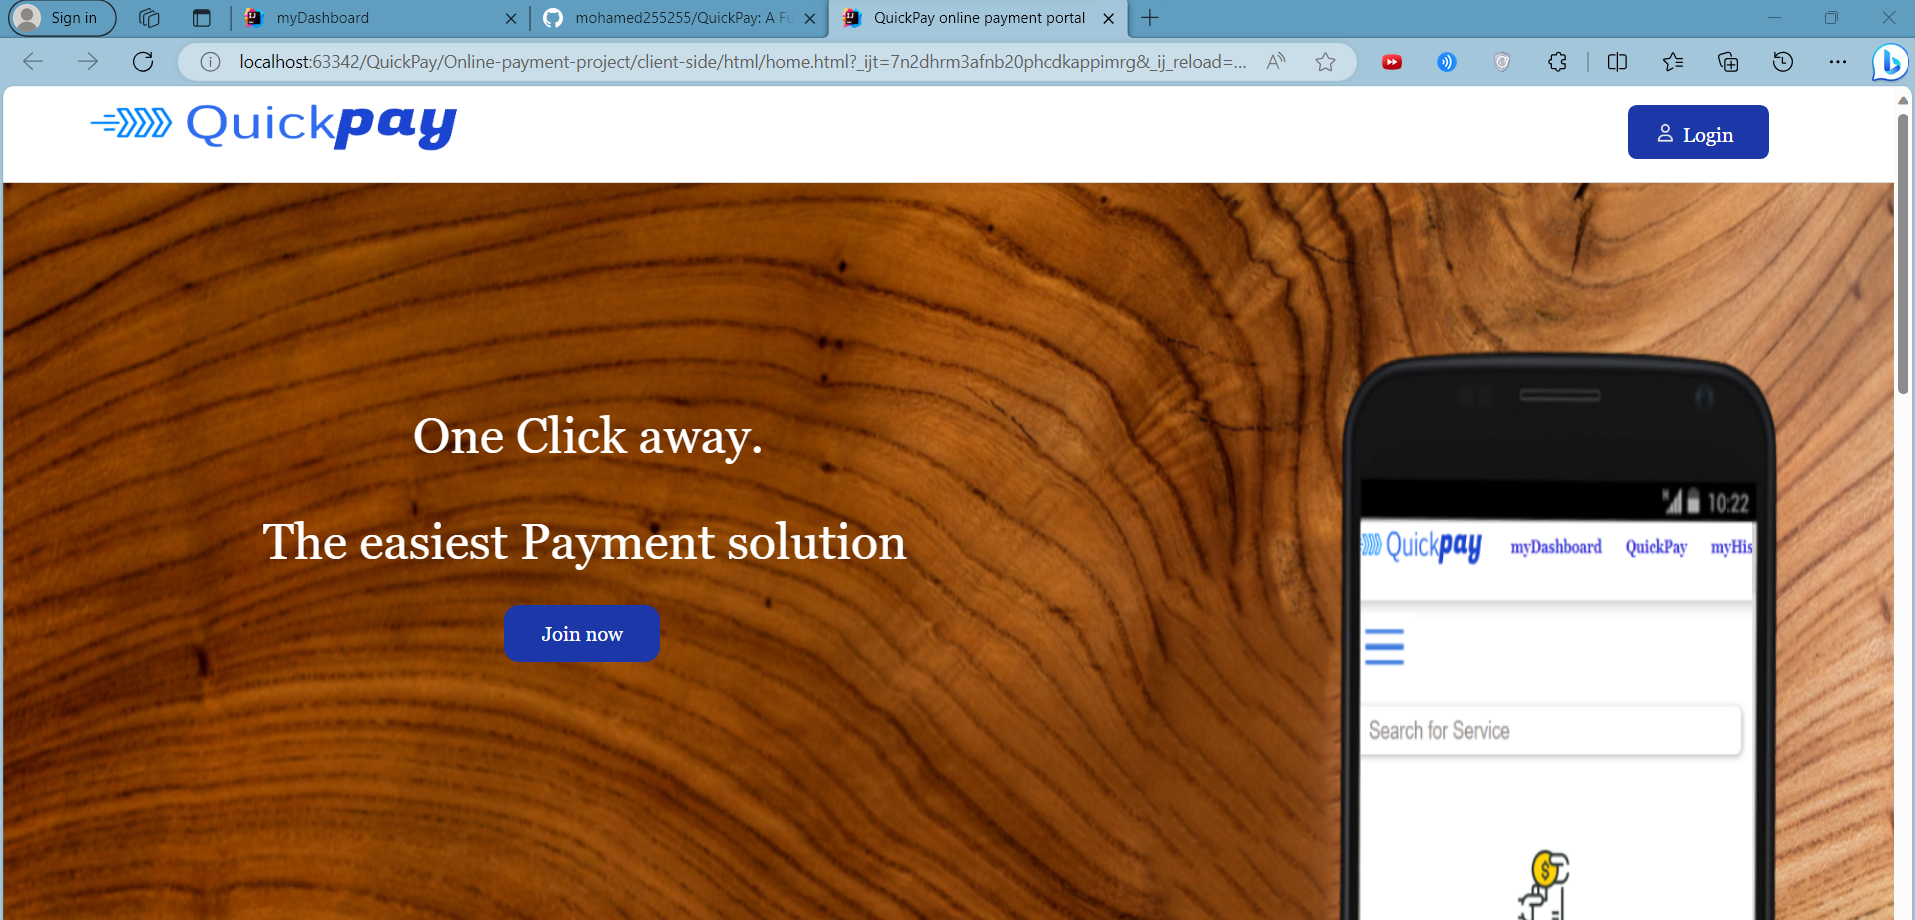 Sign in
myDashboard
mohamed255255/QuickPay: A Fu
QuickPay online payment portal
localhost:63342/QuickPay/Online-payment-project/client-side/html/home.html?_ijt=7n2dhrm3afnb20phcdkappimrg&_ij_reload=...
Quickpay
Login
One Click away.
The easiest Payment solution
Join now
10:22
Quickpay myDashboard QuickPay myHis
Search for Service